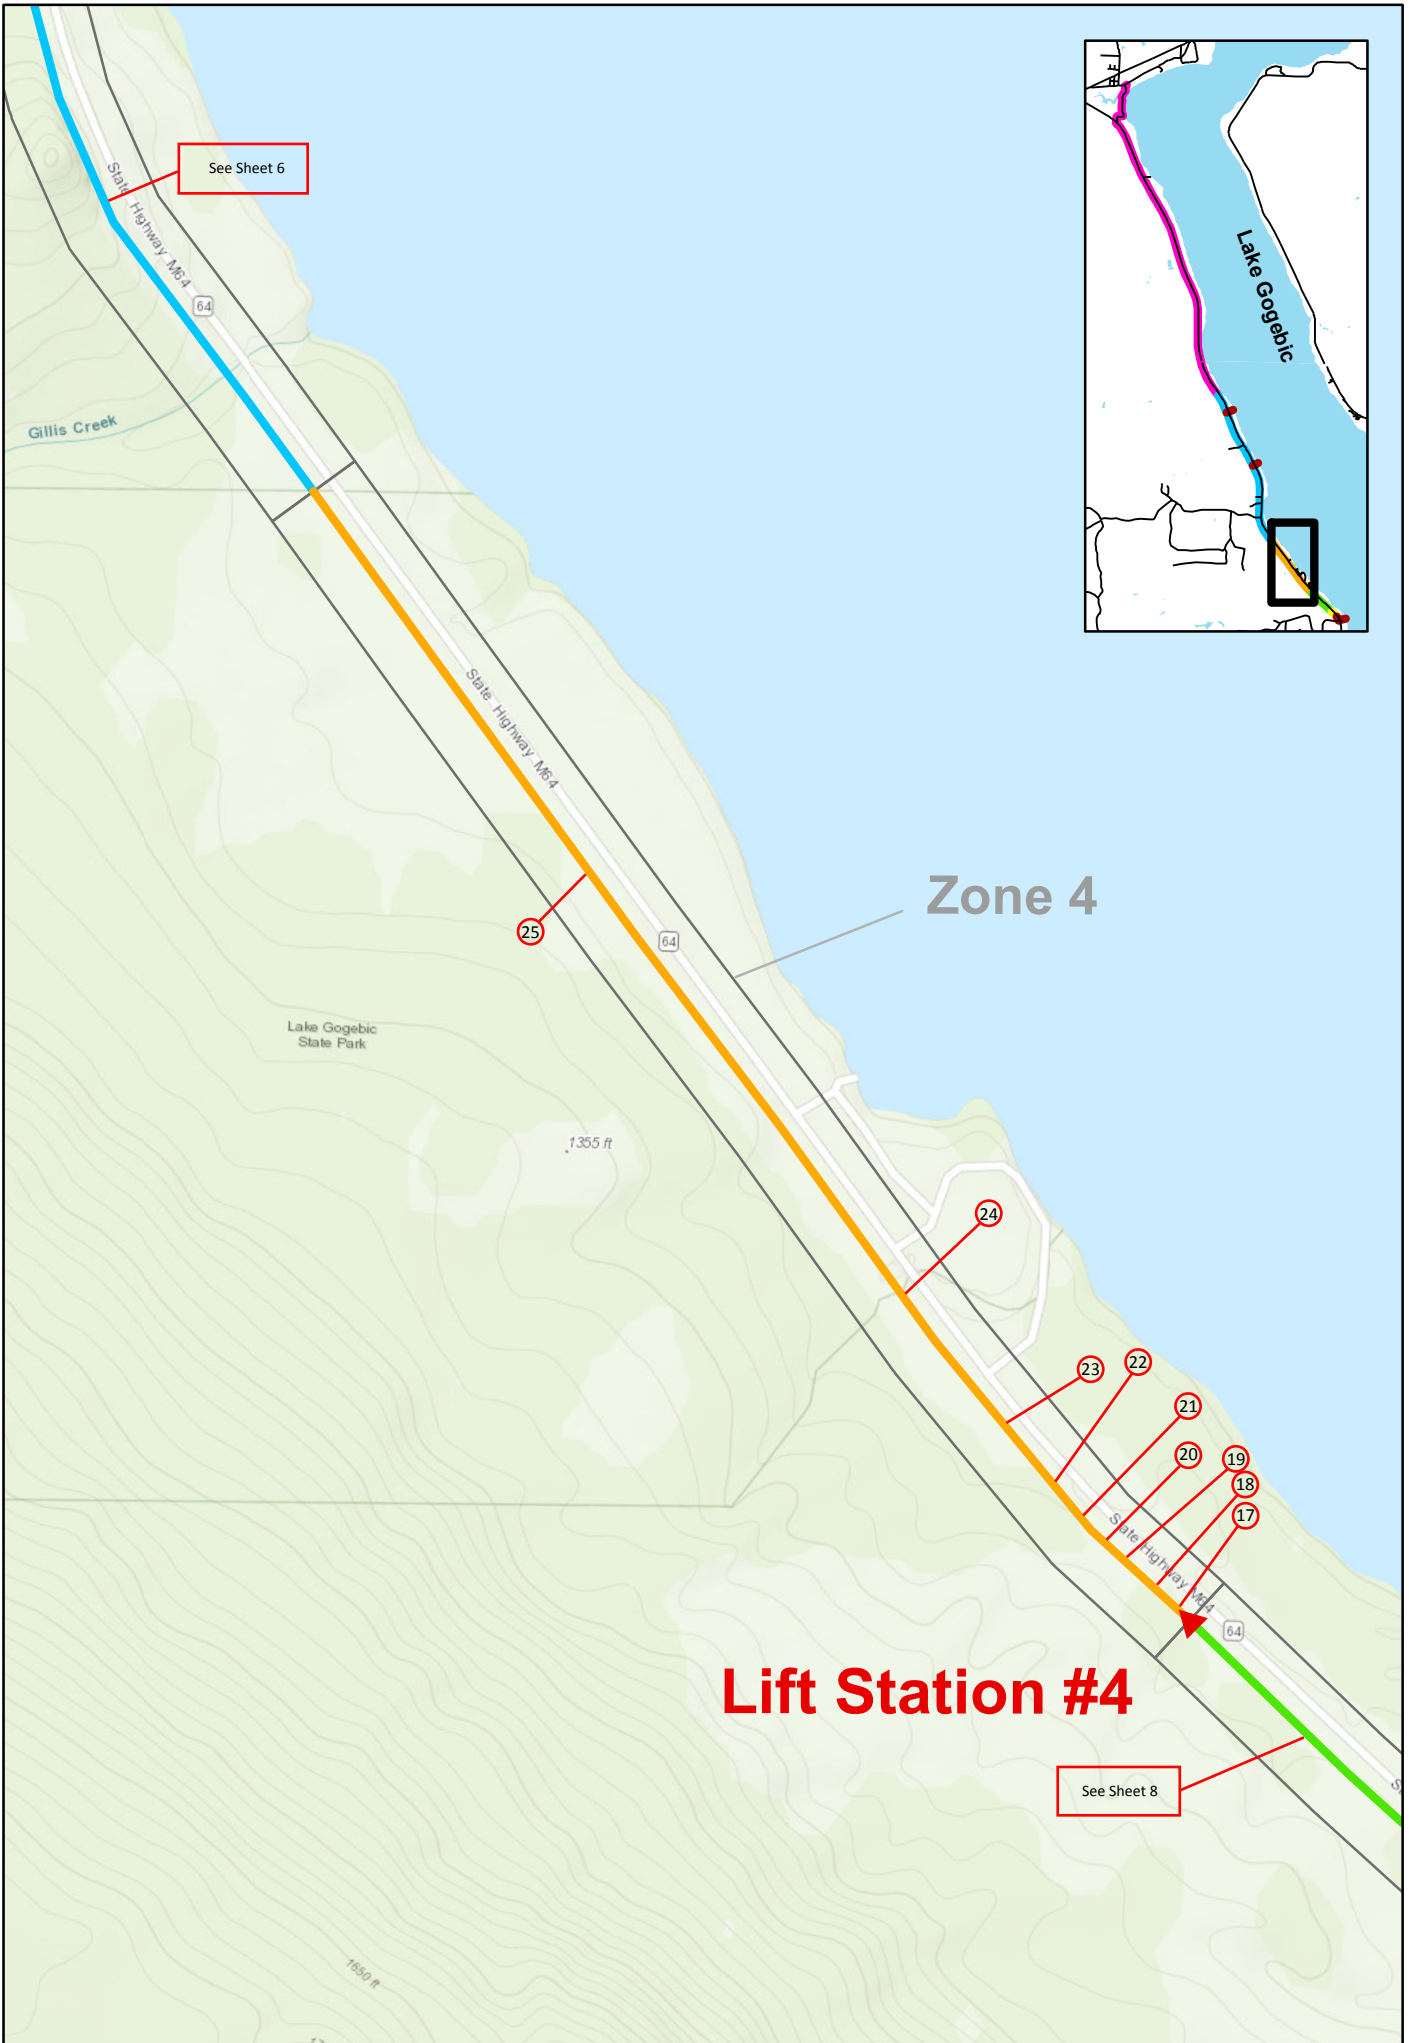 See Sheet 6
State Highway M64
64
Gillis Creek
Lake Gogebic
State Highway M64
Zone 4
25
64
Lake Gogebic
State Park
1355 ft
24
23
22
21
20
19
18
17
State Highway M64
64
Lift Station #4
See Sheet 8
1650 ft